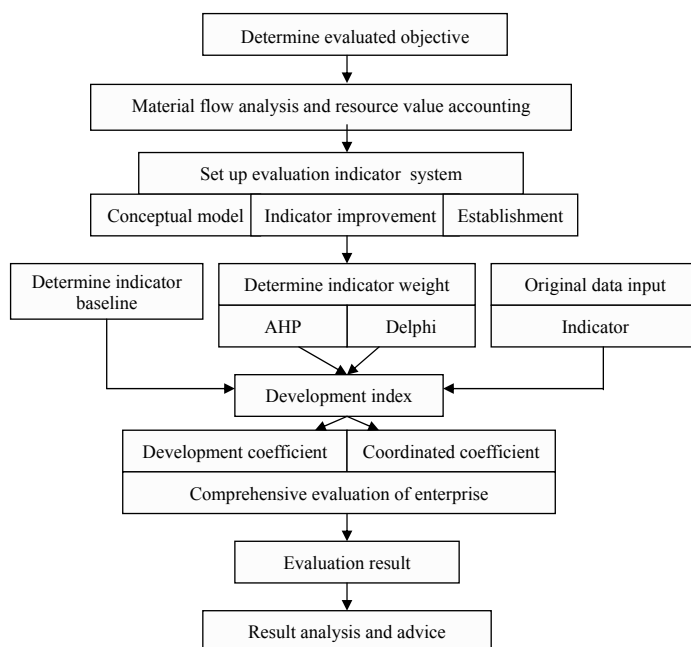 Determine evaluated objective
Material flow analysis and resource value accounting
Set up evaluation indicator system
Conceptual model
Indicator improvement
Establishment
Determine indicator
baseline
Determine indicator weight
AHP
Delphi
Original data input
Indicator
Development index
Development coefficient
Coordinated coefficient
Comprehensive evaluation of enterprise
Evaluation result
Result analysis and advice